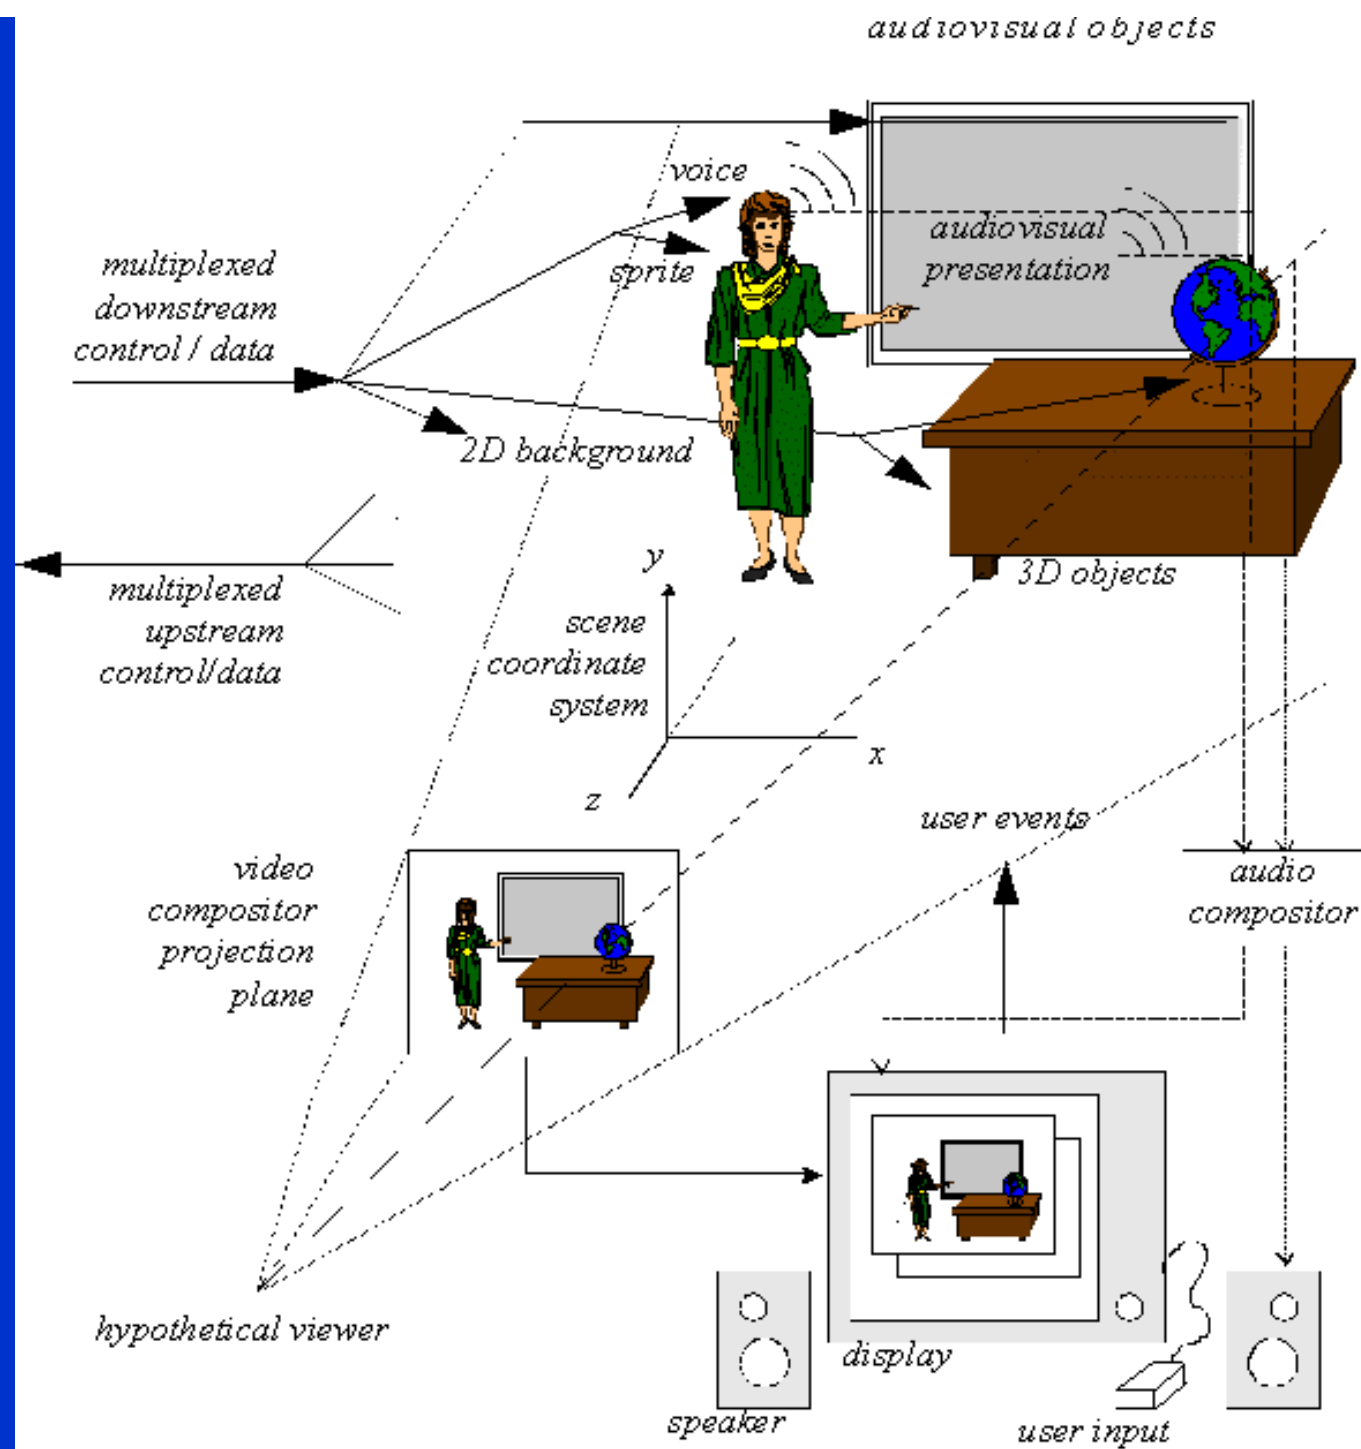 audiovisual objects
voice
sprite
audiovisual
presentation
multiplexed
downstream
control / data
2D background
3D objects
multiplexed
upstream
control/data
y
scene
coordinate
system
x
z
user events
video
compositor
projection
plane
audio
compositor
hypothetical viewer
display
speaker
user input